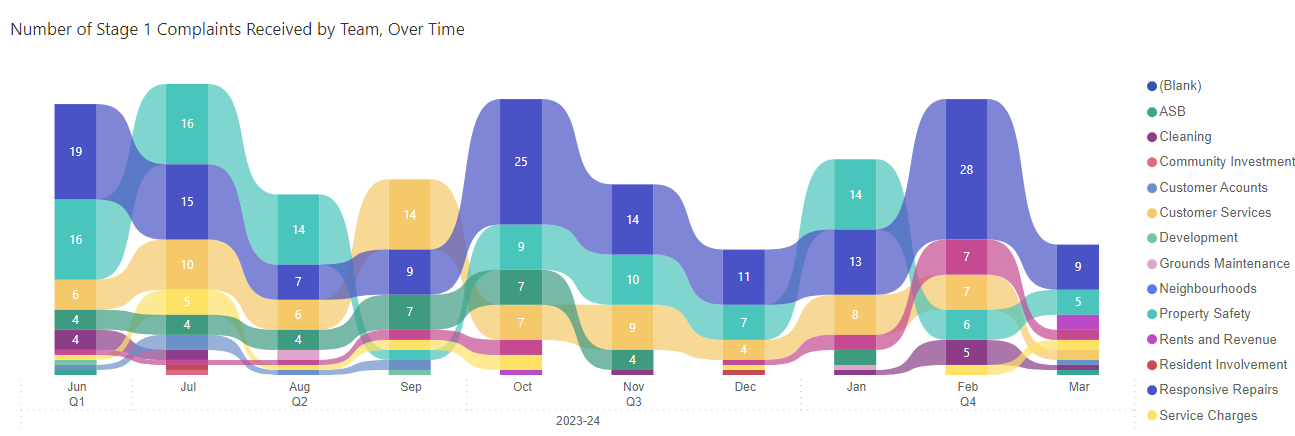 Number of Stage 1 Complaints Received by Team, Over Time
19
16
6
4
4
16
15
10
5
4
14
7
6
4
14
9
7
25
9
7
7
14
10
9
4
11
7
4
14
13
8
28
7
7
6
5
9
5
Jun
Jul
Aug
Sep
Oct
Nov
Dec
Jan
Feb
Mar
Q1
Q2
Q3
Q4
2023-24
(Blank)
ASB
Cleaning
Community Investment
Customer Acounts
Customer Services
Development
Grounds Maintenance
Neighbourhoods
Property Safety
Rents and Revenue
Resident Involvement
Responsive Repairs
Service Charges